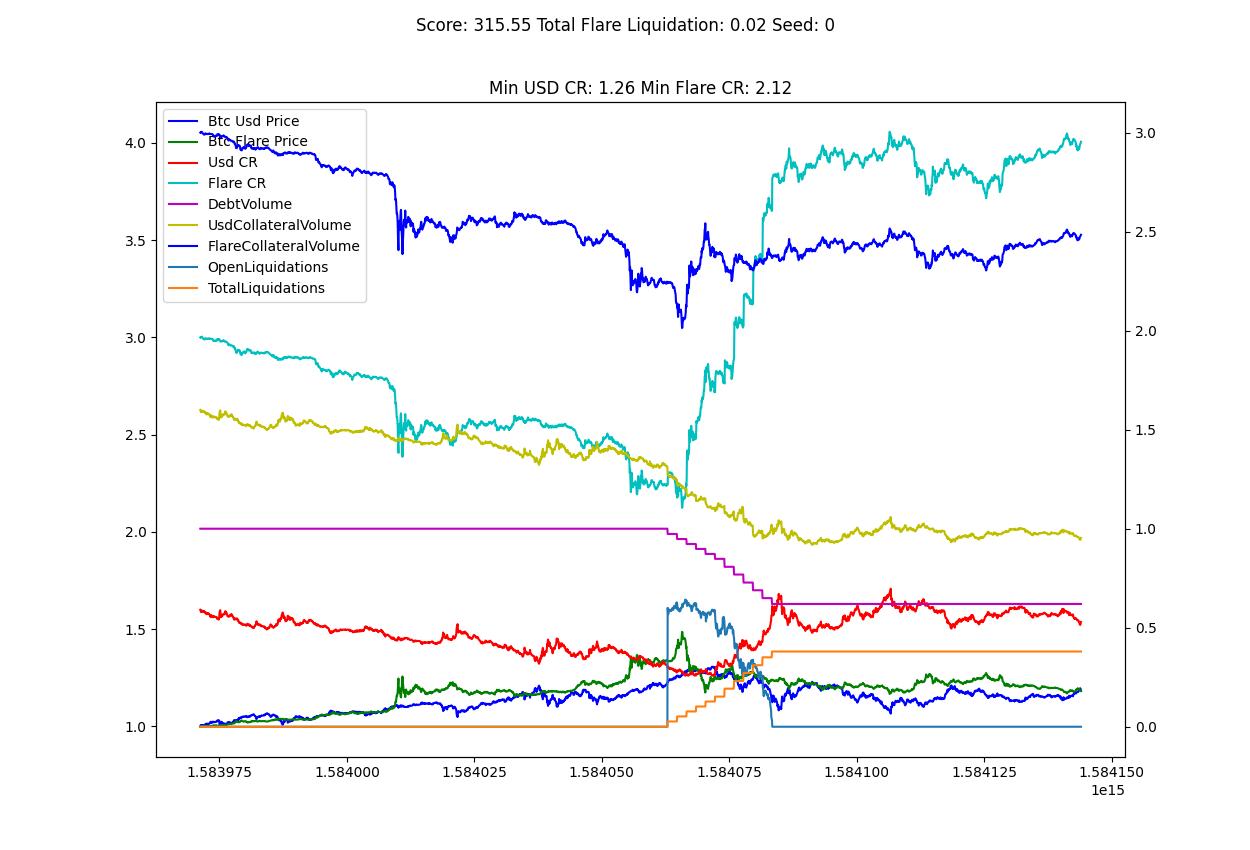 Score: 315.55 Total Flare Liquidation: 0.02 Seed: 0
Min USD CR: 1.26 Min Flare CR: 2.12
Btc Usd Price
Btc Flare Price
Usd CR
Flare CR
DebtVolume
UsdCollateralVolume
FlareCollateralVolume
OpenLiquidations
TotalLiquidations
4.0
3.5
3.0
2.5
2.0
1.5
1.0
3.0
2.5
2.0
1.5
1.0
0.5
0.0
1.583975 1.584000 1.584025 1.584050 1.584075 1.584100 1.584125 1.584150
1e15